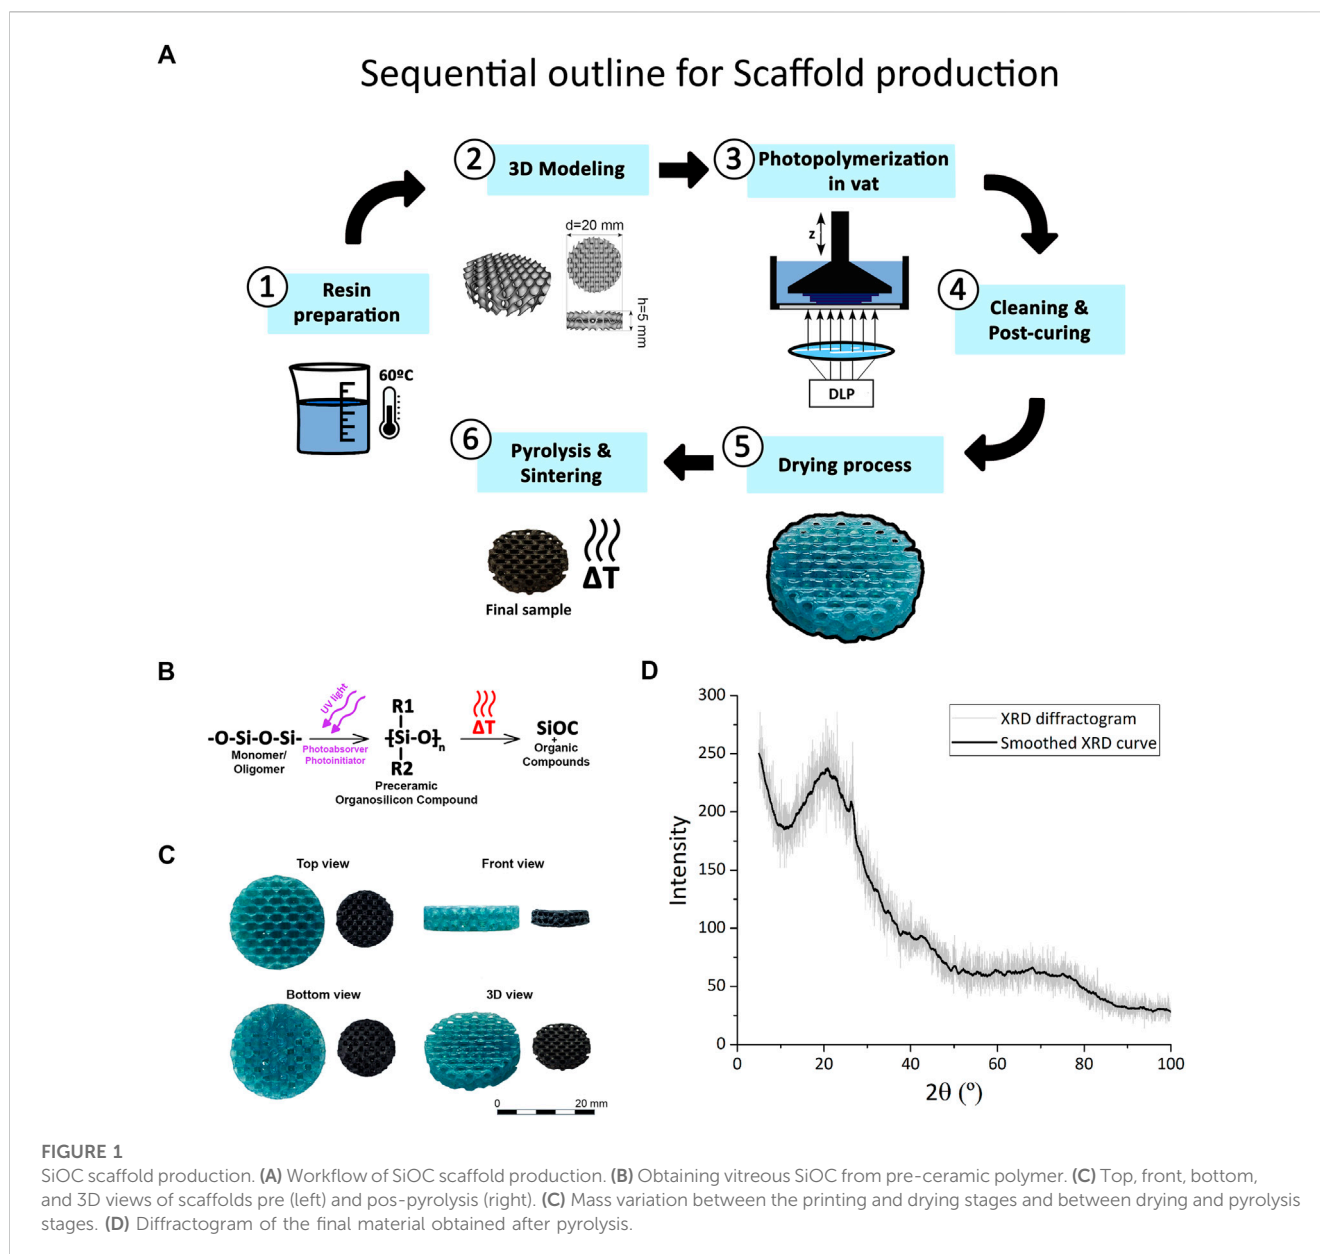 A
Sequential outline for Scaffold production
1
Resin
preparation
60ºC
2
3D Modeling
d=20 mm
h=5 mm
3
Photopolymerization
in vat
z
DLP
4
Cleaning &
Post-curing
5
Drying process
6
Pyrolysis &
Sintering
ΔT
Final sample
B
-O-Si-O-Si-
Monomer/
Oligomer
UV light
Photoabsorver
Photoinitiator
R1
-[Si-O]-n
R2
Preceramic
Organosilicon Compound
ΔT
SiOC
+
Organic
Compounds
C
Top view
Front view
Bottom view
3D view
0 20 mm
D
XRD diffractogram
Smoothed XRD curve
Intensity
300
250
200
150
100
50
0
0 20 40 60 80 100
2θ (º)
FIGURE 1
SiOC scaffold production. (A) Workflow of SiOC scaffold production. (B) Obtaining vitreous SiOC from pre-ceramic polymer. (C) Top, front, bottom,
and 3D views of scaffolds pre (left) and pos-pyrolysis (right). (C) Mass variation between the printing and drying stages and between drying and pyrolysis
stages. (D) Diffractogram of the final material obtained after pyrolysis.